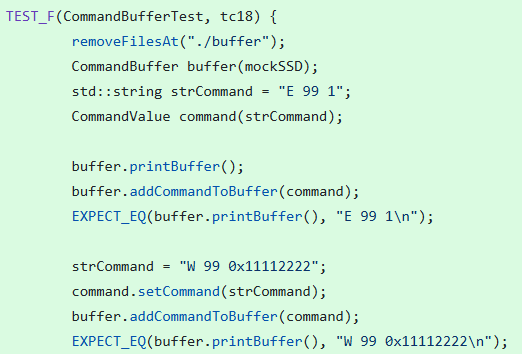 TEST_F(CommandBufferTest, tc18) {
removeFilesAt("./buffer");
CommandBuffer buffer(mockSSD);
std::string strCommand = "E 99 1";
CommandValue command(strCommand);
buffer.printBuffer();
buffer.addCommandToBuffer(command);
EXPECT_EQ(buffer.printBuffer(), "E 99 1\n");
strCommand = "W 99 0x11112222";
command.setCommand(strCommand);
buffer.addCommandToBuffer(command);
EXPECT_EQ(buffer.printBuffer(), "W 99 0x11112222\n");